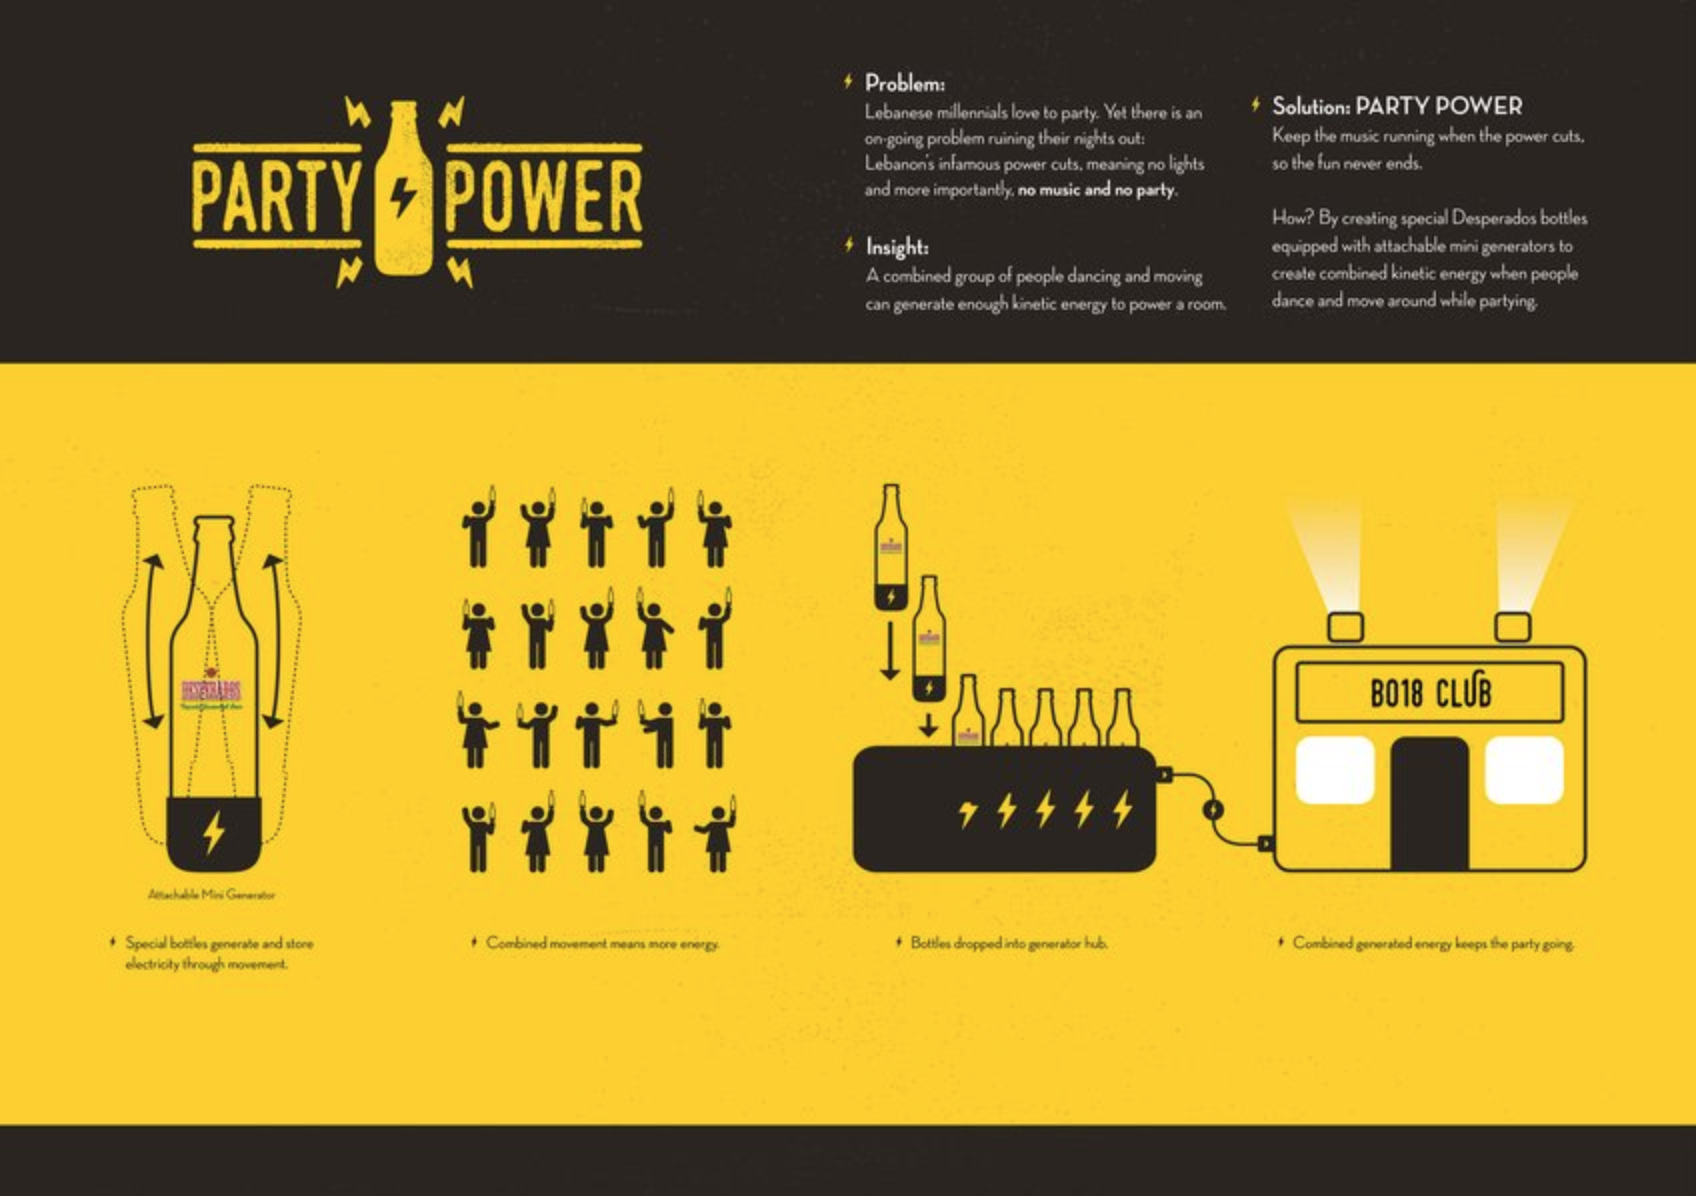 PARTY POWER
Problem:
Lebanese millennials love to party. Yet there is an
on-going problem ruining their nights out:
Lebanon's infamous power cuts, meaning no lights
and more importantly, no music and no party.
Insight:
A combined group of people dancing and moving
can generate enough kinetic energy to power a room.
Solution: PARTY POWER
Keep the music running when the power cuts,
so the fun never ends.
How? By creating special Desperados bottles
equipped with attachable mini generators to
create combined kinetic energy when people
dance and move around while partying.
DESPERADOS
Attachable Mini Generator
Special bottles generate and store
electricity through movement.
Combined movement means more energy.
Bottles dropped into generator hub.
BO18 CLUB
Combined generated energy keeps the party going.